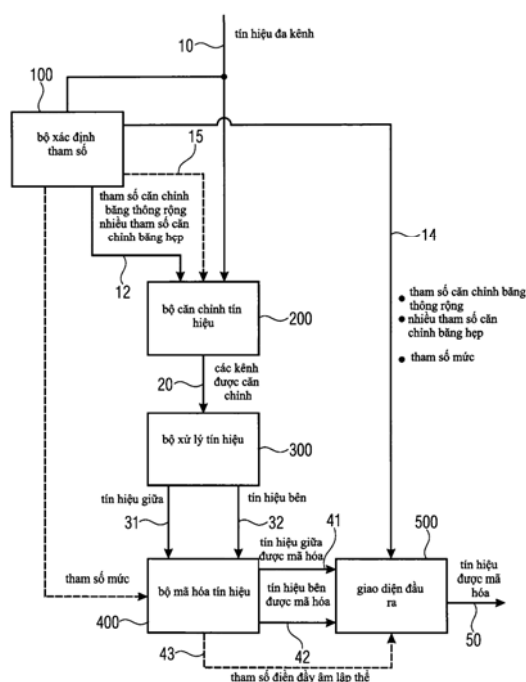 10
tín hiệu đa kênh
100
bộ xác định
tham số
15
tham số căn chỉnh
băng thông rộng
nhiều tham số căn
chỉnh băng hẹp
12
14
bộ căn chỉnh tín
hiệu
200
• tham số căn chỉnh băng
thông rộng
• nhiều tham số căn
chỉnh băng hẹp
• tham số mức
20
các kênh
được căn
chỉnh
bộ xử lý tín hiệu
300
tín hiệu giữa
tín hiệu bên
31
32
tín hiệu giữa
được mã hóa
41
500
tham số mức
bộ mã hóa tín hiệu
400
tín hiệu bên
được mã hóa
giao diện đầu
ra
tín hiệu
được mã
hóa
50
43
42
tham số điền đầy âm lập thể